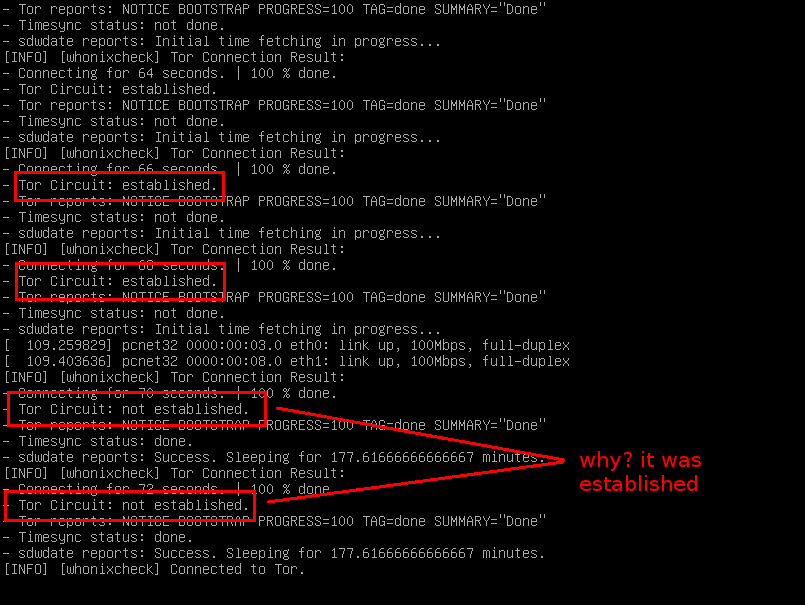 - Tor reports: NOTICE BOOTSTRAP PROGRESS=100 TAG=done SUMMARY="Done"
- Timesync status: not done.
- sdwdate reports: Initial time fetching in progress...
[INFO] [whonixcheck] Tor Connection Result:
- Connecting for 64 seconds. | 100 % done.
- Tor Circuit: established.
- Tor reports: NOTICE BOOTSTRAP PROGRESS=100 TAG=done SUMMARY="Done"
- Timesync status: not done.
- sdwdate reports: Initial time fetching in progress...
[INFO] [whonixcheck] Tor Connection Result:
- Connecting for 66 seconds. | 100 % done.
- Tor Circuit: established.
- Tor reports: NOTICE BOOTSTRAP PROGRESS=100 TAG=done SUMMARY="Done"
- Timesync status: not done.
- sdwdate reports: Initial time fetching in progress...
[INFO] [whonixcheck] Tor Connection Result:
- Connecting for 68 seconds. | 100 % done.
- Tor Circuit: established.
- Tor reports: NOTICE BOOTSTRAP PROGRESS=100 TAG=done SUMMARY="Done"
- Timesync status: not done.
- sdwdate reports: Initial time fetching in progress...
[  109.259829] pcnet32 0000:00:03.0 eth0: link up, 100Mbps, full-duplex
[  109.403636] pcnet32 0000:00:08.0 eth1: link up, 100Mbps, full-duplex
[INFO] [whonixcheck] Tor Connection Result:
- Connecting for 70 seconds. | 100 % done.
- Tor Circuit: not established.
- Tor reports: NOTICE BOOTSTRAP PROGRESS=100 TAG=done SUMMARY="Done"
- Timesync status: done.
- sdwdate reports: Success. Sleeping for 177.61666666666667 minutes.
[INFO] [whonixcheck] Tor Connection Result:
- Connecting for 72 seconds. | 100 % done.
- Tor Circuit: not established.
- Tor reports: NOTICE BOOTSTRAP PROGRESS=100 TAG=done SUMMARY="Done"
- Timesync status: done.
- sdwdate reports: Success. Sleeping for 177.61666666666667 minutes.
[INFO] [whonixcheck] Connected to Tor.
why? it was
established